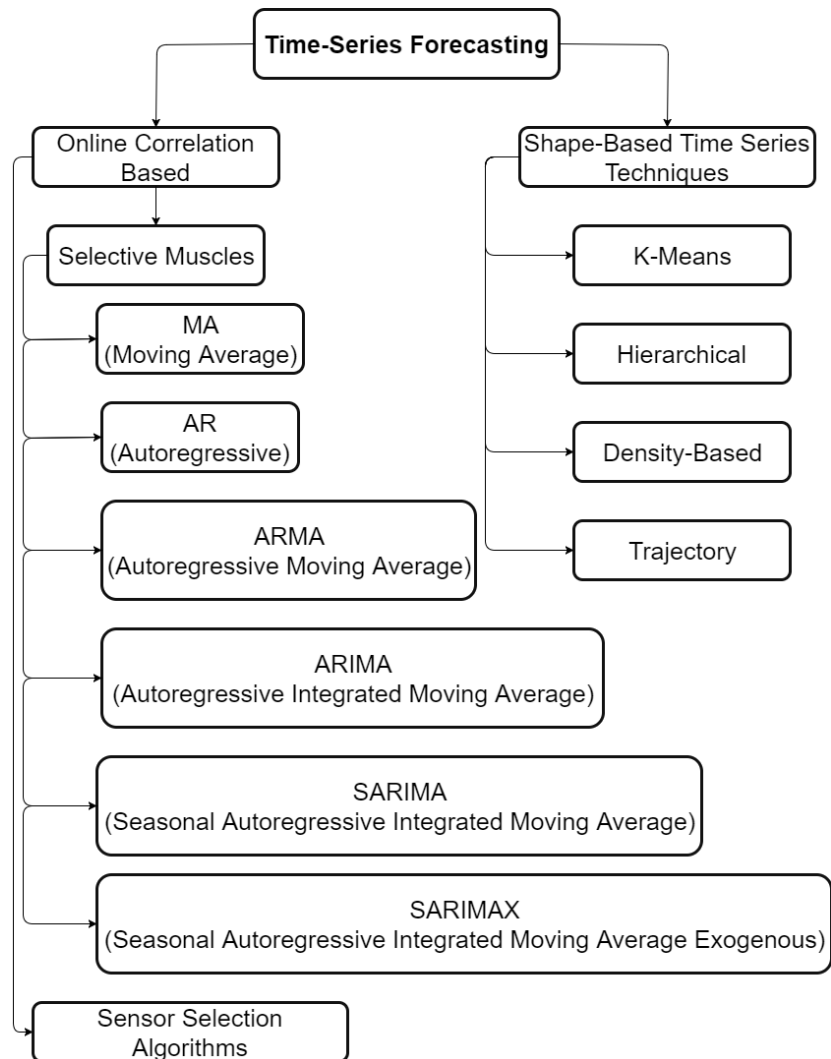 Time-Series Forecasting
Online Correlation
Based
Selective Muscles
MA
(Moving Average)
AR
(Autoregressive)
ARMA
(Autoregressive Moving Average)
ARIMA
(Autoregressive Integrated Moving Average)
SARIMA
(Seasonal Autoregressive Integrated Moving Average)
SARIMAX
(Seasonal Autoregressive Integrated Moving Average Exogenous)
Sensor Selection
Algorithms
Shape-Based Time Series
Techniques
K-Means
Hierarchical
Density-Based
Trajectory